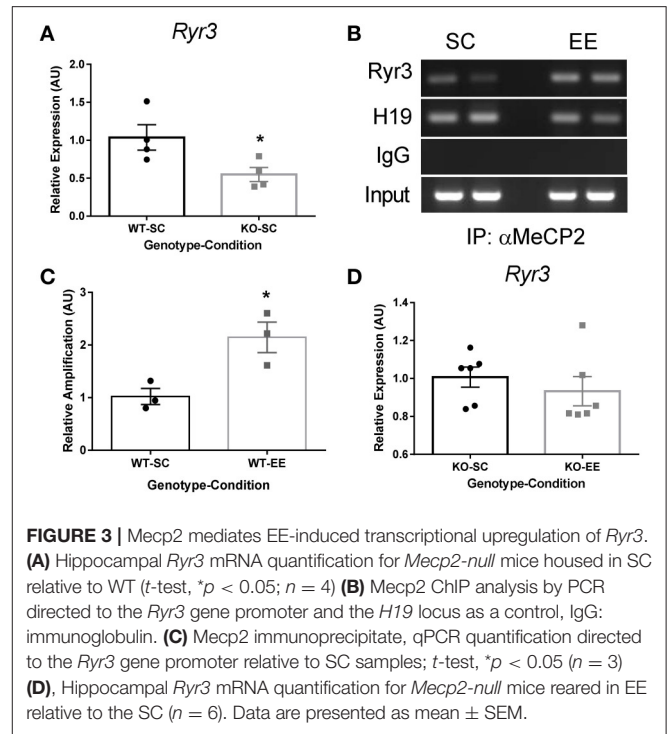 A
Ryr3
Relative Expression (AU)
2.0
1.5
1.0
0.5
0.0
*
WT-SC
KO-SC
Genotype-Condition
B
SC
EE
Ryr3
H19
IgG
Input
IP: αMeCP2
C
Relative Amplification (AU)
3
2
1
0
*
WT-SC
WT-EE
Genotype-Condition
D
Ryr3
Relative Expression (AU)
1.4
1.2
1.0
0.8
0.6
KO-SC
KO-EE
Genotype-Condition
FIGURE 3 | Mecp2 mediates EE-induced transcriptional upregulation of Ryr3.
(A) Hippocampal Ryr3 mRNA quantification for Mecp2-null mice housed in SC
relative to WT (t-test, *p < 0.05; n = 4) (B) Mecp2 ChIP analysis by PCR
directed to the Ryr3 gene promoter and the H19 locus as a control, IgG:
immunoglobulin. (C) Mecp2 immunoprecipitate, qPCR quantification directed
to the Ryr3 gene promoter relative to SC samples; t-test, *p < 0.05 (n = 3)
(D), Hippocampal Ryr3 mRNA quantification for Mecp2-null mice reared in EE
relative to the SC (n = 6). Data are presented as mean ± SEM.